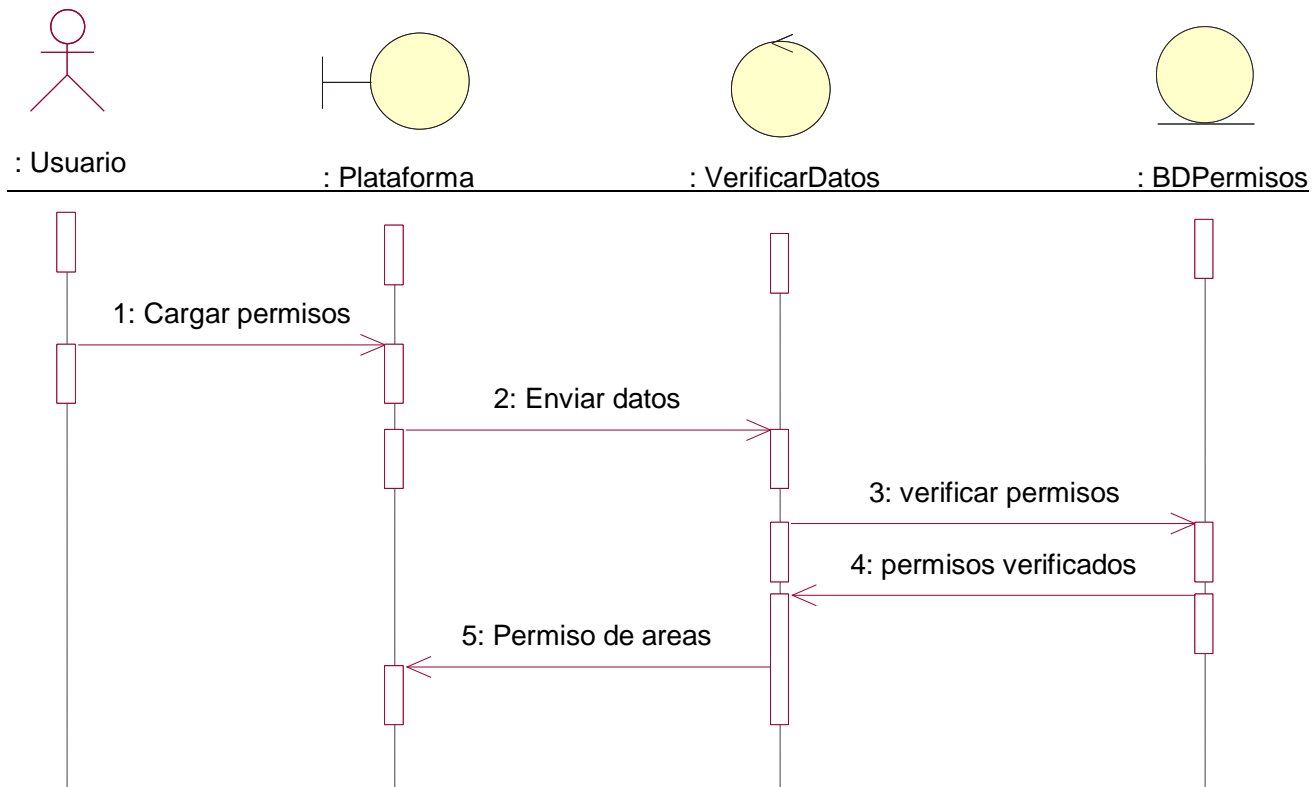 : Usuario
: Plataforma
: VerificarDatos
: BDPermisos
1: Cargar permisos
2: Enviar datos
3: verificar permisos
4: permisos verificados
5: Permiso de areas